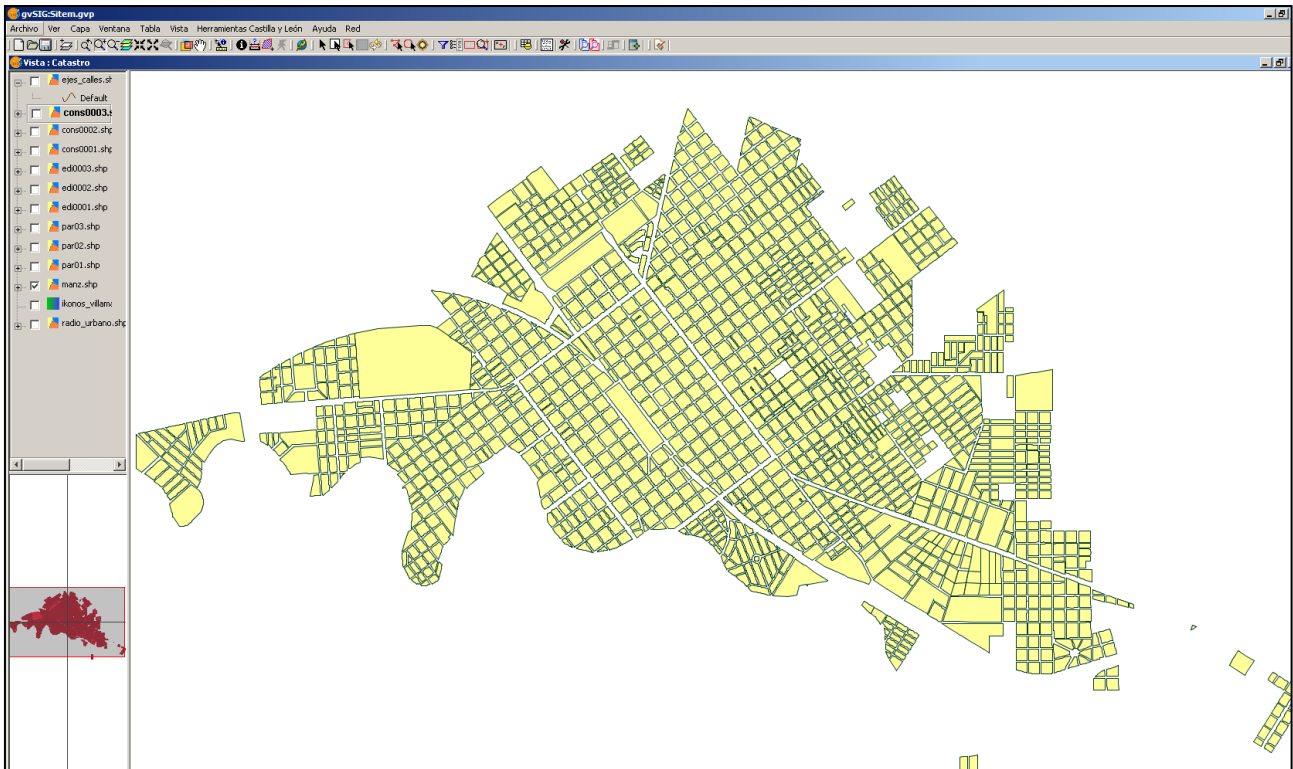 gvSIG:Sitem.gvp
Archivo Ver Capa Ventana Tabla Vista Herramientas Castilla y León Ayuda Red
Vista : Catastro
ejes_calles.sh
Default
cons0003.s
cons0002.shp
cons0001.shp
edi0003.shp
edi0002.shp
edi0001.shp
par03.shp
par02.shp
par01.shp
manz.shp
ikonos_villama
radio_urbano.shp